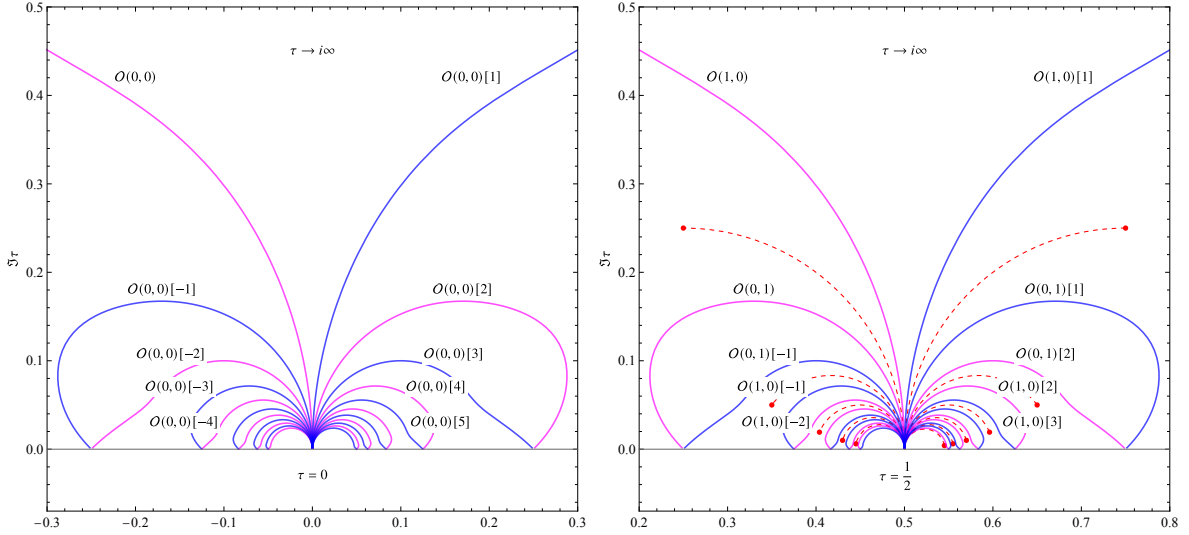 τ → i∞
O(0,0)
O(0,0)[1]
O(0,0)[-1]
O(0,0)[2]
O(0,0)[-2]
O(0,0)[3]
O(0,0)[-3]
O(0,0)[4]
O(0,0)[-4]
O(0,0)[5]
τ = 0
ℑτ
0.5
0.4
0.3
0.2
0.1
0.0
-0.3 -0.2 -0.1 0.0 0.1 0.2 0.3
τ → i∞
O(1,0)
O(1,0)[1]
O(0,1)
O(0,1)[1]
O(0,1)[-1]
O(0,1)[2]
O(1,0)[-1]
O(1,0)[2]
O(1,0)[-2]
O(1,0)[3]
τ = 1/2
ℑτ
0.5
0.4
0.3
0.2
0.1
0.0
0.2 0.3 0.4 0.5 0.6 0.7 0.8